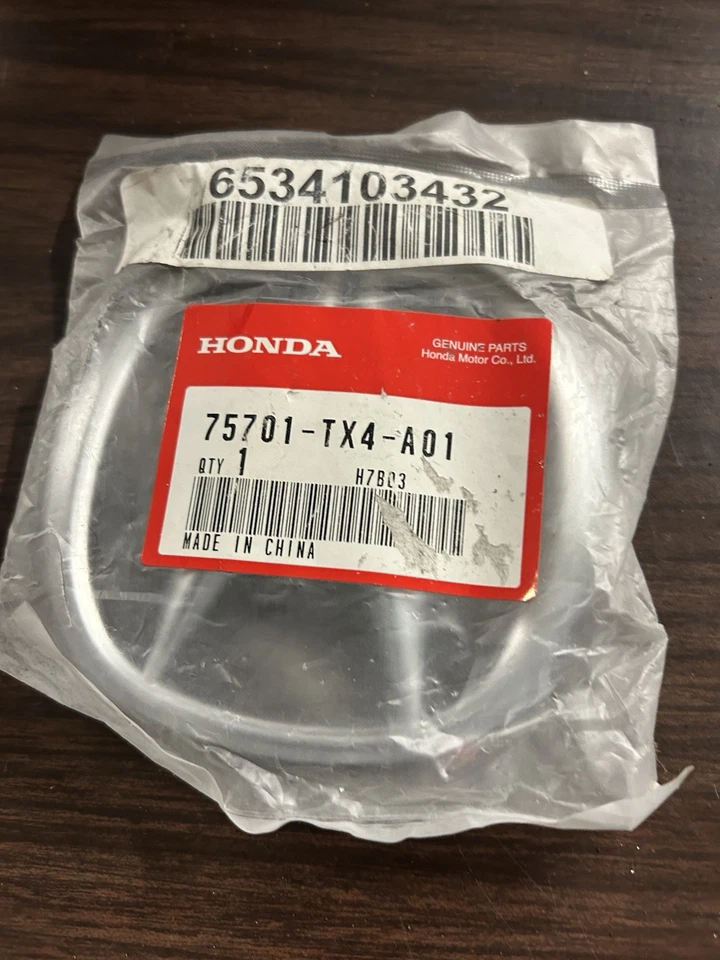 6534103432
HONDA
GENUINE PARTS
Honda Motor Co., Ltd.
75701-TX4-A01
QTY 1
H7B03
MADE IN CHINA